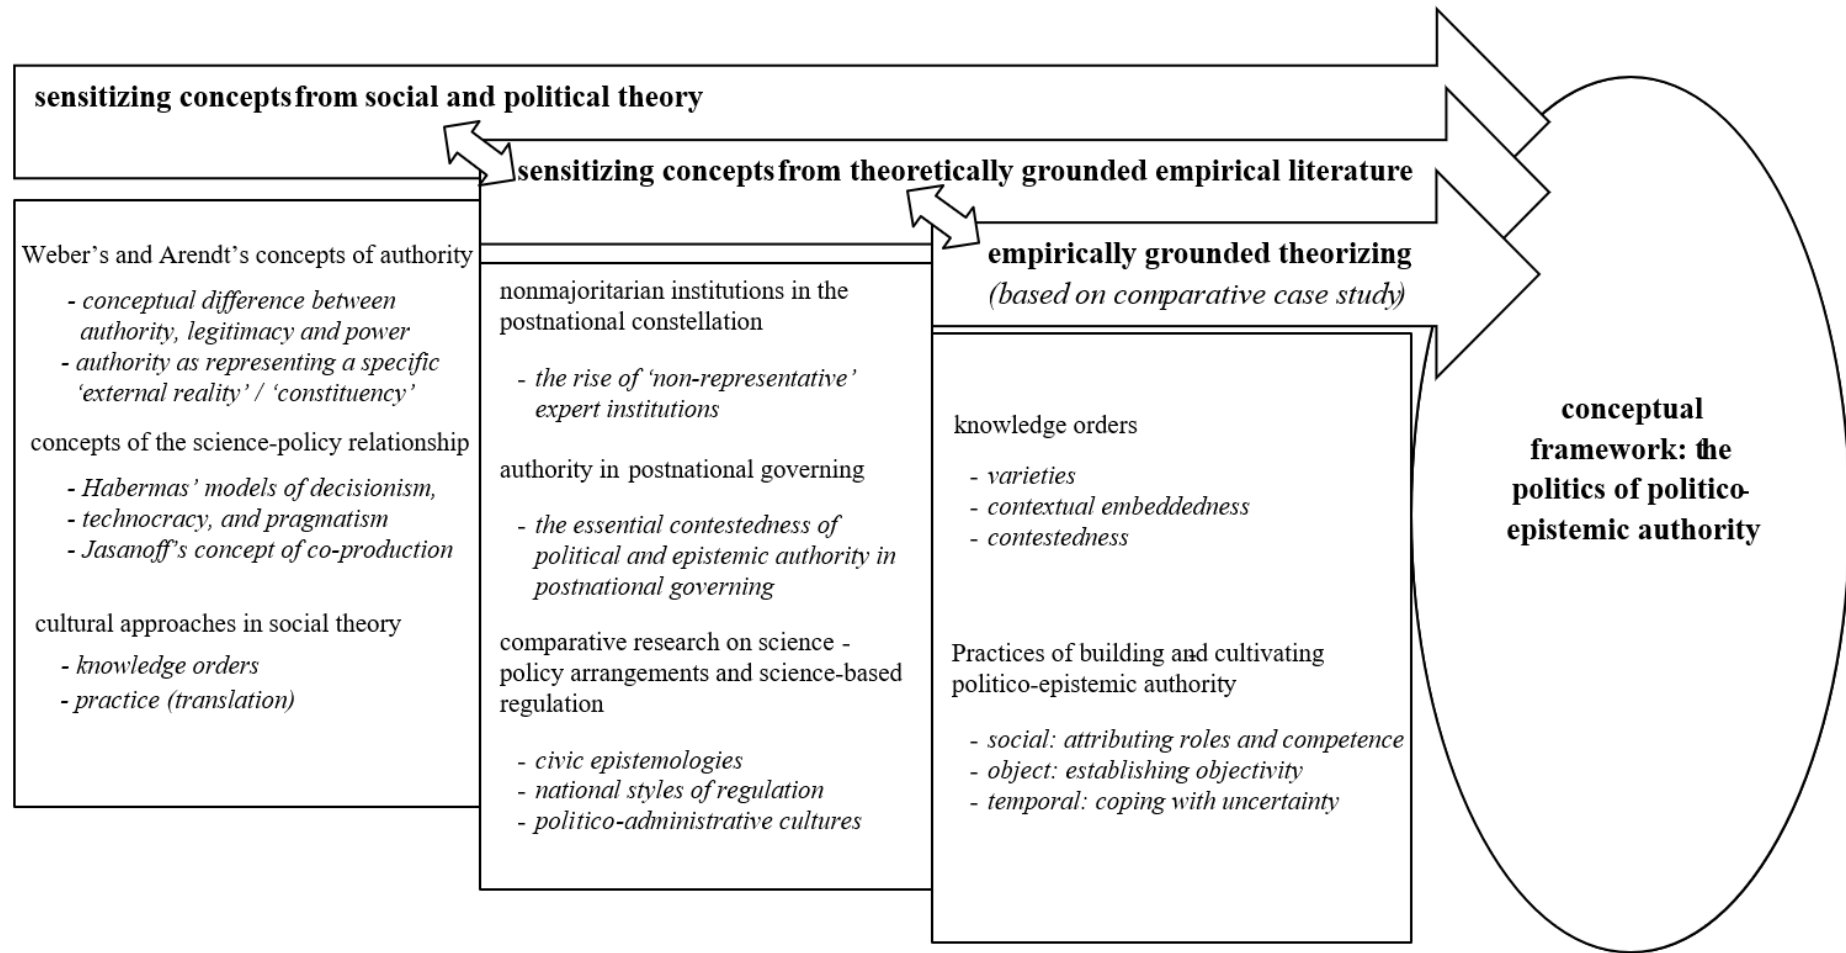 sensitizing concepts from social and political theory
sensitizing concepts from theoretically grounded empirical literature
empirically grounded theorizing
(based on comparative case study)
Weber’s and Arendt’s concepts of authority
- conceptual difference between
authority, legitimacy and power
- authority as representing a specific
‘external reality’ / ‘constituency’
concepts of the science-policy relationship
- Habermas’ models of decisionism,
- technocracy, and pragmatism
- Jasanoff’s concept of co-production
cultural approaches in social theory
- knowledge orders
- practice (translation)
nonmajoritarian institutions in the
postnational constellation
- the rise of ‘non-representative’
expert institutions
authority in postnational governing
- the essential contestedness of
political and epistemic authority in
postnational governing
comparative research on science -
policy arrangements and science-based
regulation
- civic epistemologies
- national styles of regulation
- politico-administrative cultures
knowledge orders
- varieties
- contextual embeddedness
- contestedness
Practices of building and cultivating
politico-epistemic authority
- social: attributing roles and competence
- object: establishing objectivity
- temporal: coping with uncertainty
conceptual
framework: the
politics of politico-
epistemic authority